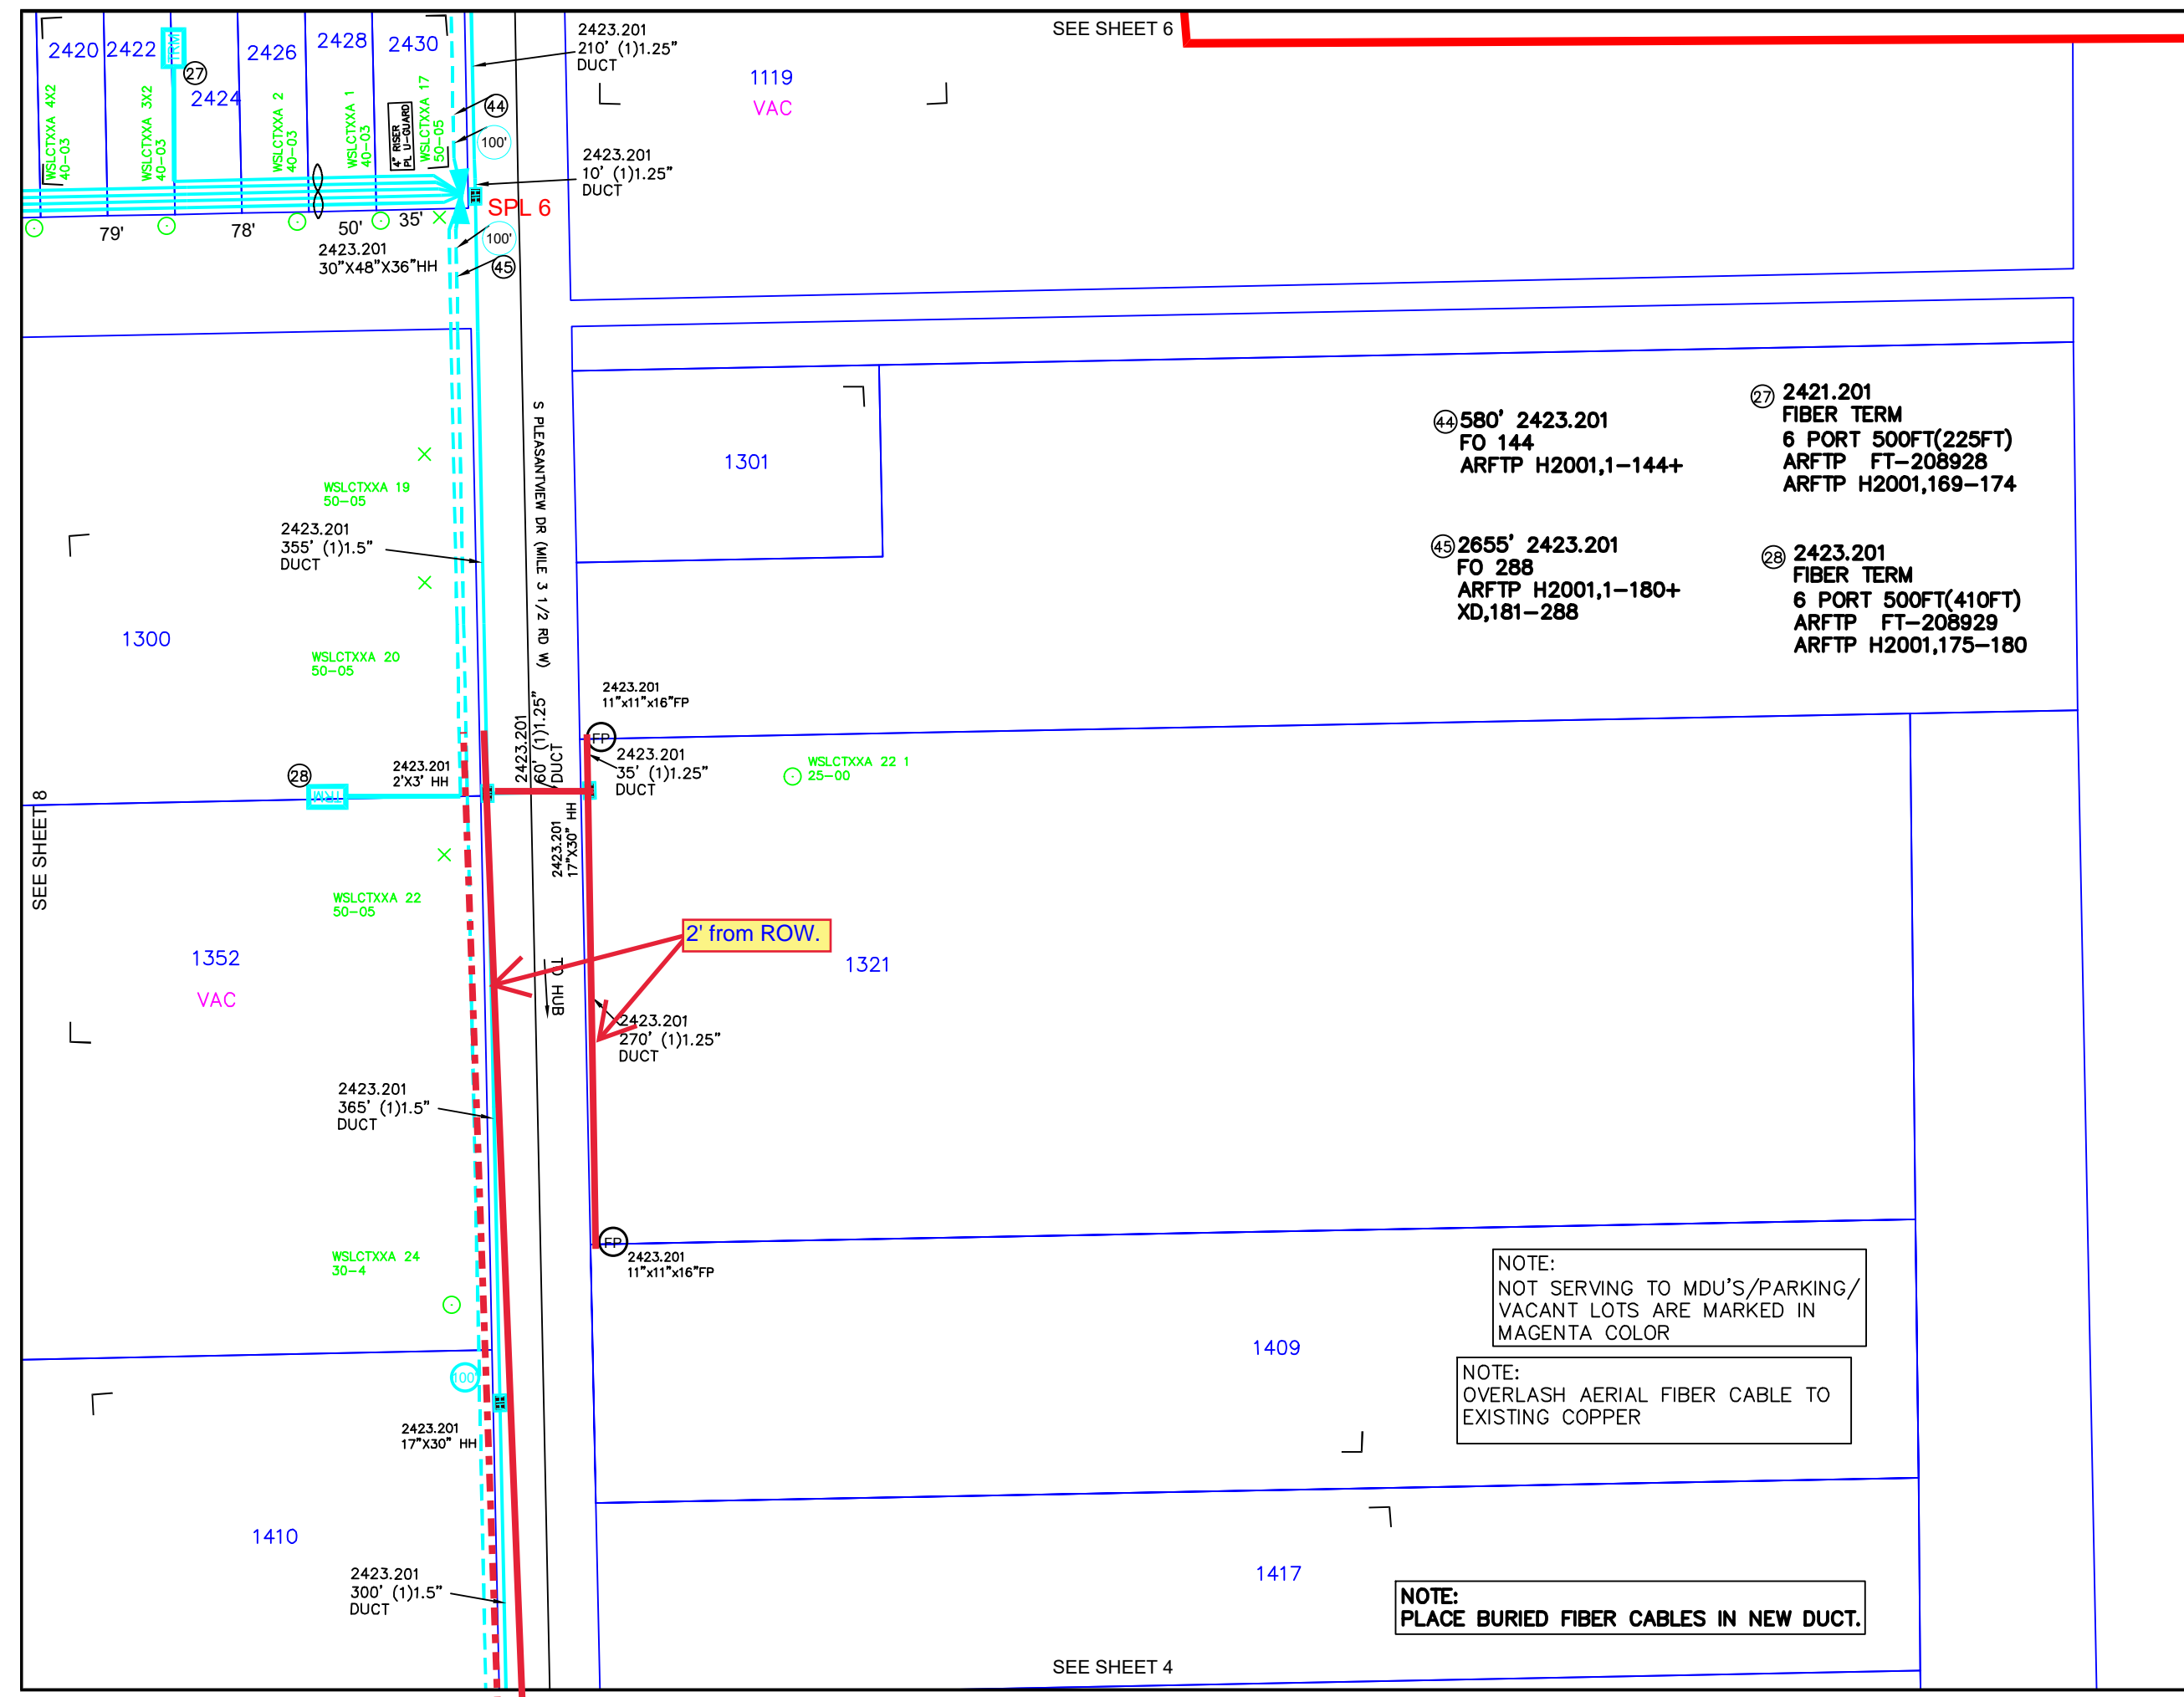 SEE SHEET 6
2420
2422
TRM
27
2424
2426
2428
2430
WSLCTXXA 4X2
40-03
WSLCTXXA 3X2
40-03
WSLCTXXA 2
40-03
WSLCTXXA 1
40-03
4" RISER
PL U-GUARD
WSLCTXXA 17
50-05
2423.201
210' (1)1.25"
DUCT
44
100'
2423.201
10' (1)1.25"
DUCT
1119
VAC
SPL 6
79'
78'
50'
35'
2423.201
30"X48"X36"HH
100'
45
S PLEASANTVIEW DR (MILE 3 1/2 RD W)
1301
44 580' 2423.201
FO 144
ARFTP H2001,1-144+
27 2421.201
FIBER TERM
6 PORT 500FT(225FT)
ARFTP FT-208928
ARFTP H2001,169-174
45 2655' 2423.201
FO 288
ARFTP H2001,1-180+
XD,181-288
28 2423.201
FIBER TERM
6 PORT 500FT(410FT)
ARFTP FT-208929
ARFTP H2001,175-180
WSLCTXXA 19
50-05
2423.201
355' (1)1.5"
DUCT
1300
WSLCTXXA 20
50-05
2423.201
11"x11"x16"FP
FP
2423.201
60' (1)1.25"
DUCT
2423.201
35' (1)1.25"
DUCT
2423.201
2'X3' HH
28
TRM
WSLCTXXA 22 1
25-00
2423.201
17"X30" HH
SEE SHEET 8
WSLCTXXA 22
50-05
2' from ROW.
1352
VAC
TO HUB
1321
2423.201
270' (1)1.25"
DUCT
2423.201
365' (1)1.5"
DUCT
WSLCTXXA 24
30-4
FP
2423.201
11"x11"x16"FP
NOTE:
NOT SERVING TO MDU'S/PARKING/
VACANT LOTS ARE MARKED IN
MAGENTA COLOR
1409
100'
NOTE:
OVERLASH AERIAL FIBER CABLE TO
EXISTING COPPER
2423.201
17"X30" HH
1410
2423.201
300' (1)1.5"
DUCT
1417
NOTE:
PLACE BURIED FIBER CABLES IN NEW DUCT.
SEE SHEET 4